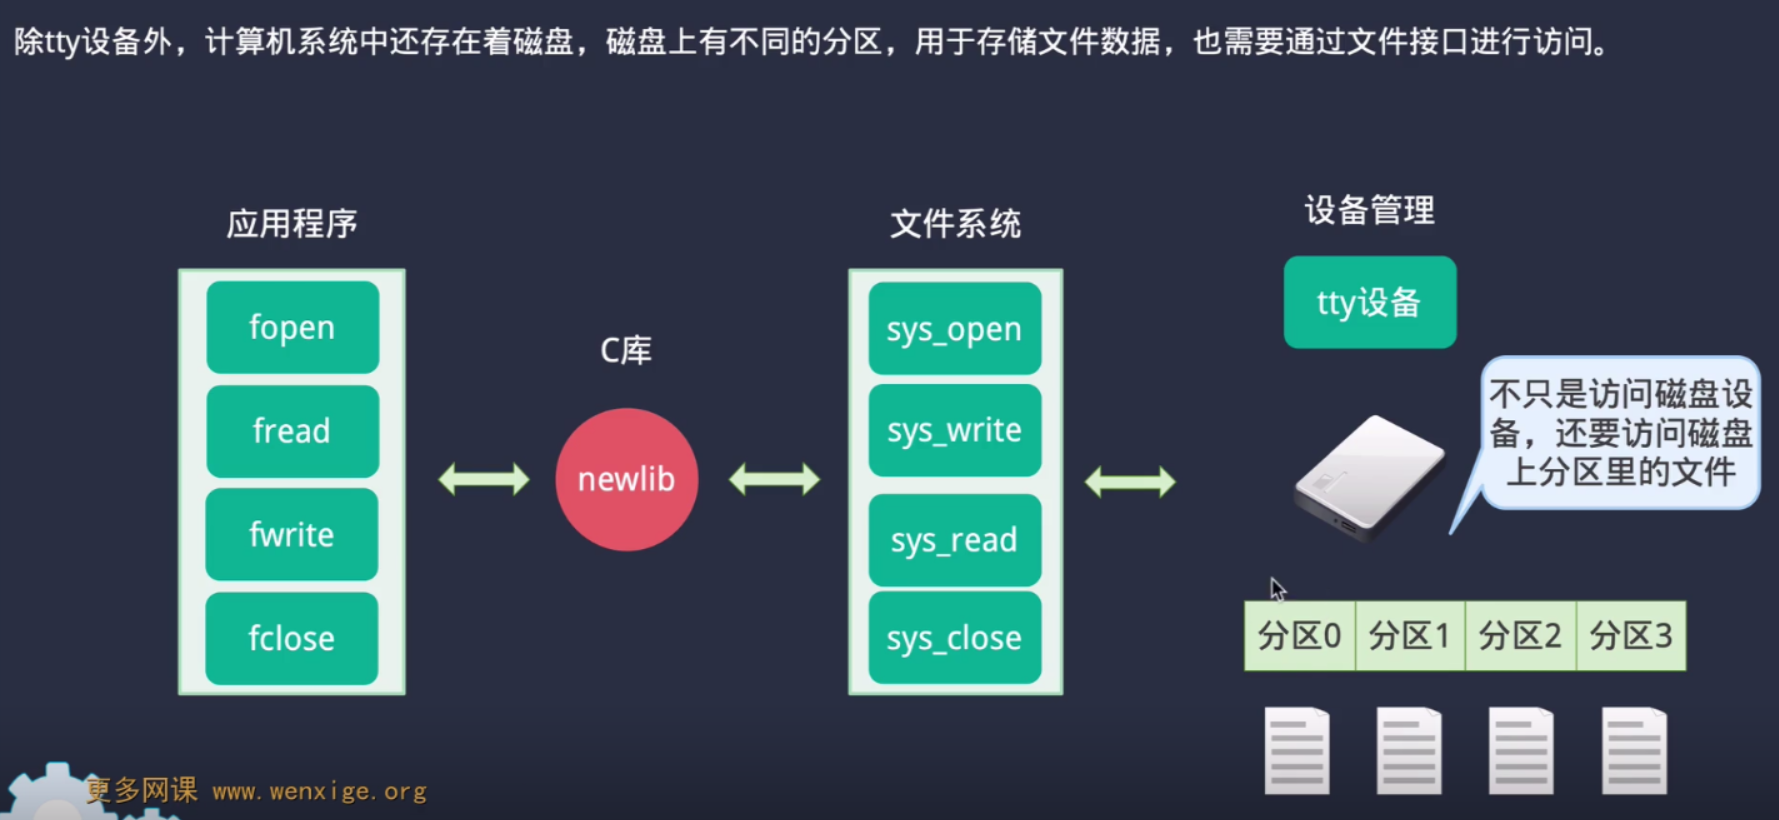 除tty设备外，计算机系统中还存在着磁盘，磁盘上有不同的分区，用于存储文件数据，也需要通过文件接口进行访问。
应用程序
fopen
fread
fwrite
fclose
C库
newlib
文件系统
sys_open
sys_write
sys_read
sys_close
设备管理
tty设备
不只是访问磁盘设
备，还要访问磁盘
上分区里的文件
分区0 分区1 分区2 分区3
更多网课 www.wenxige.org